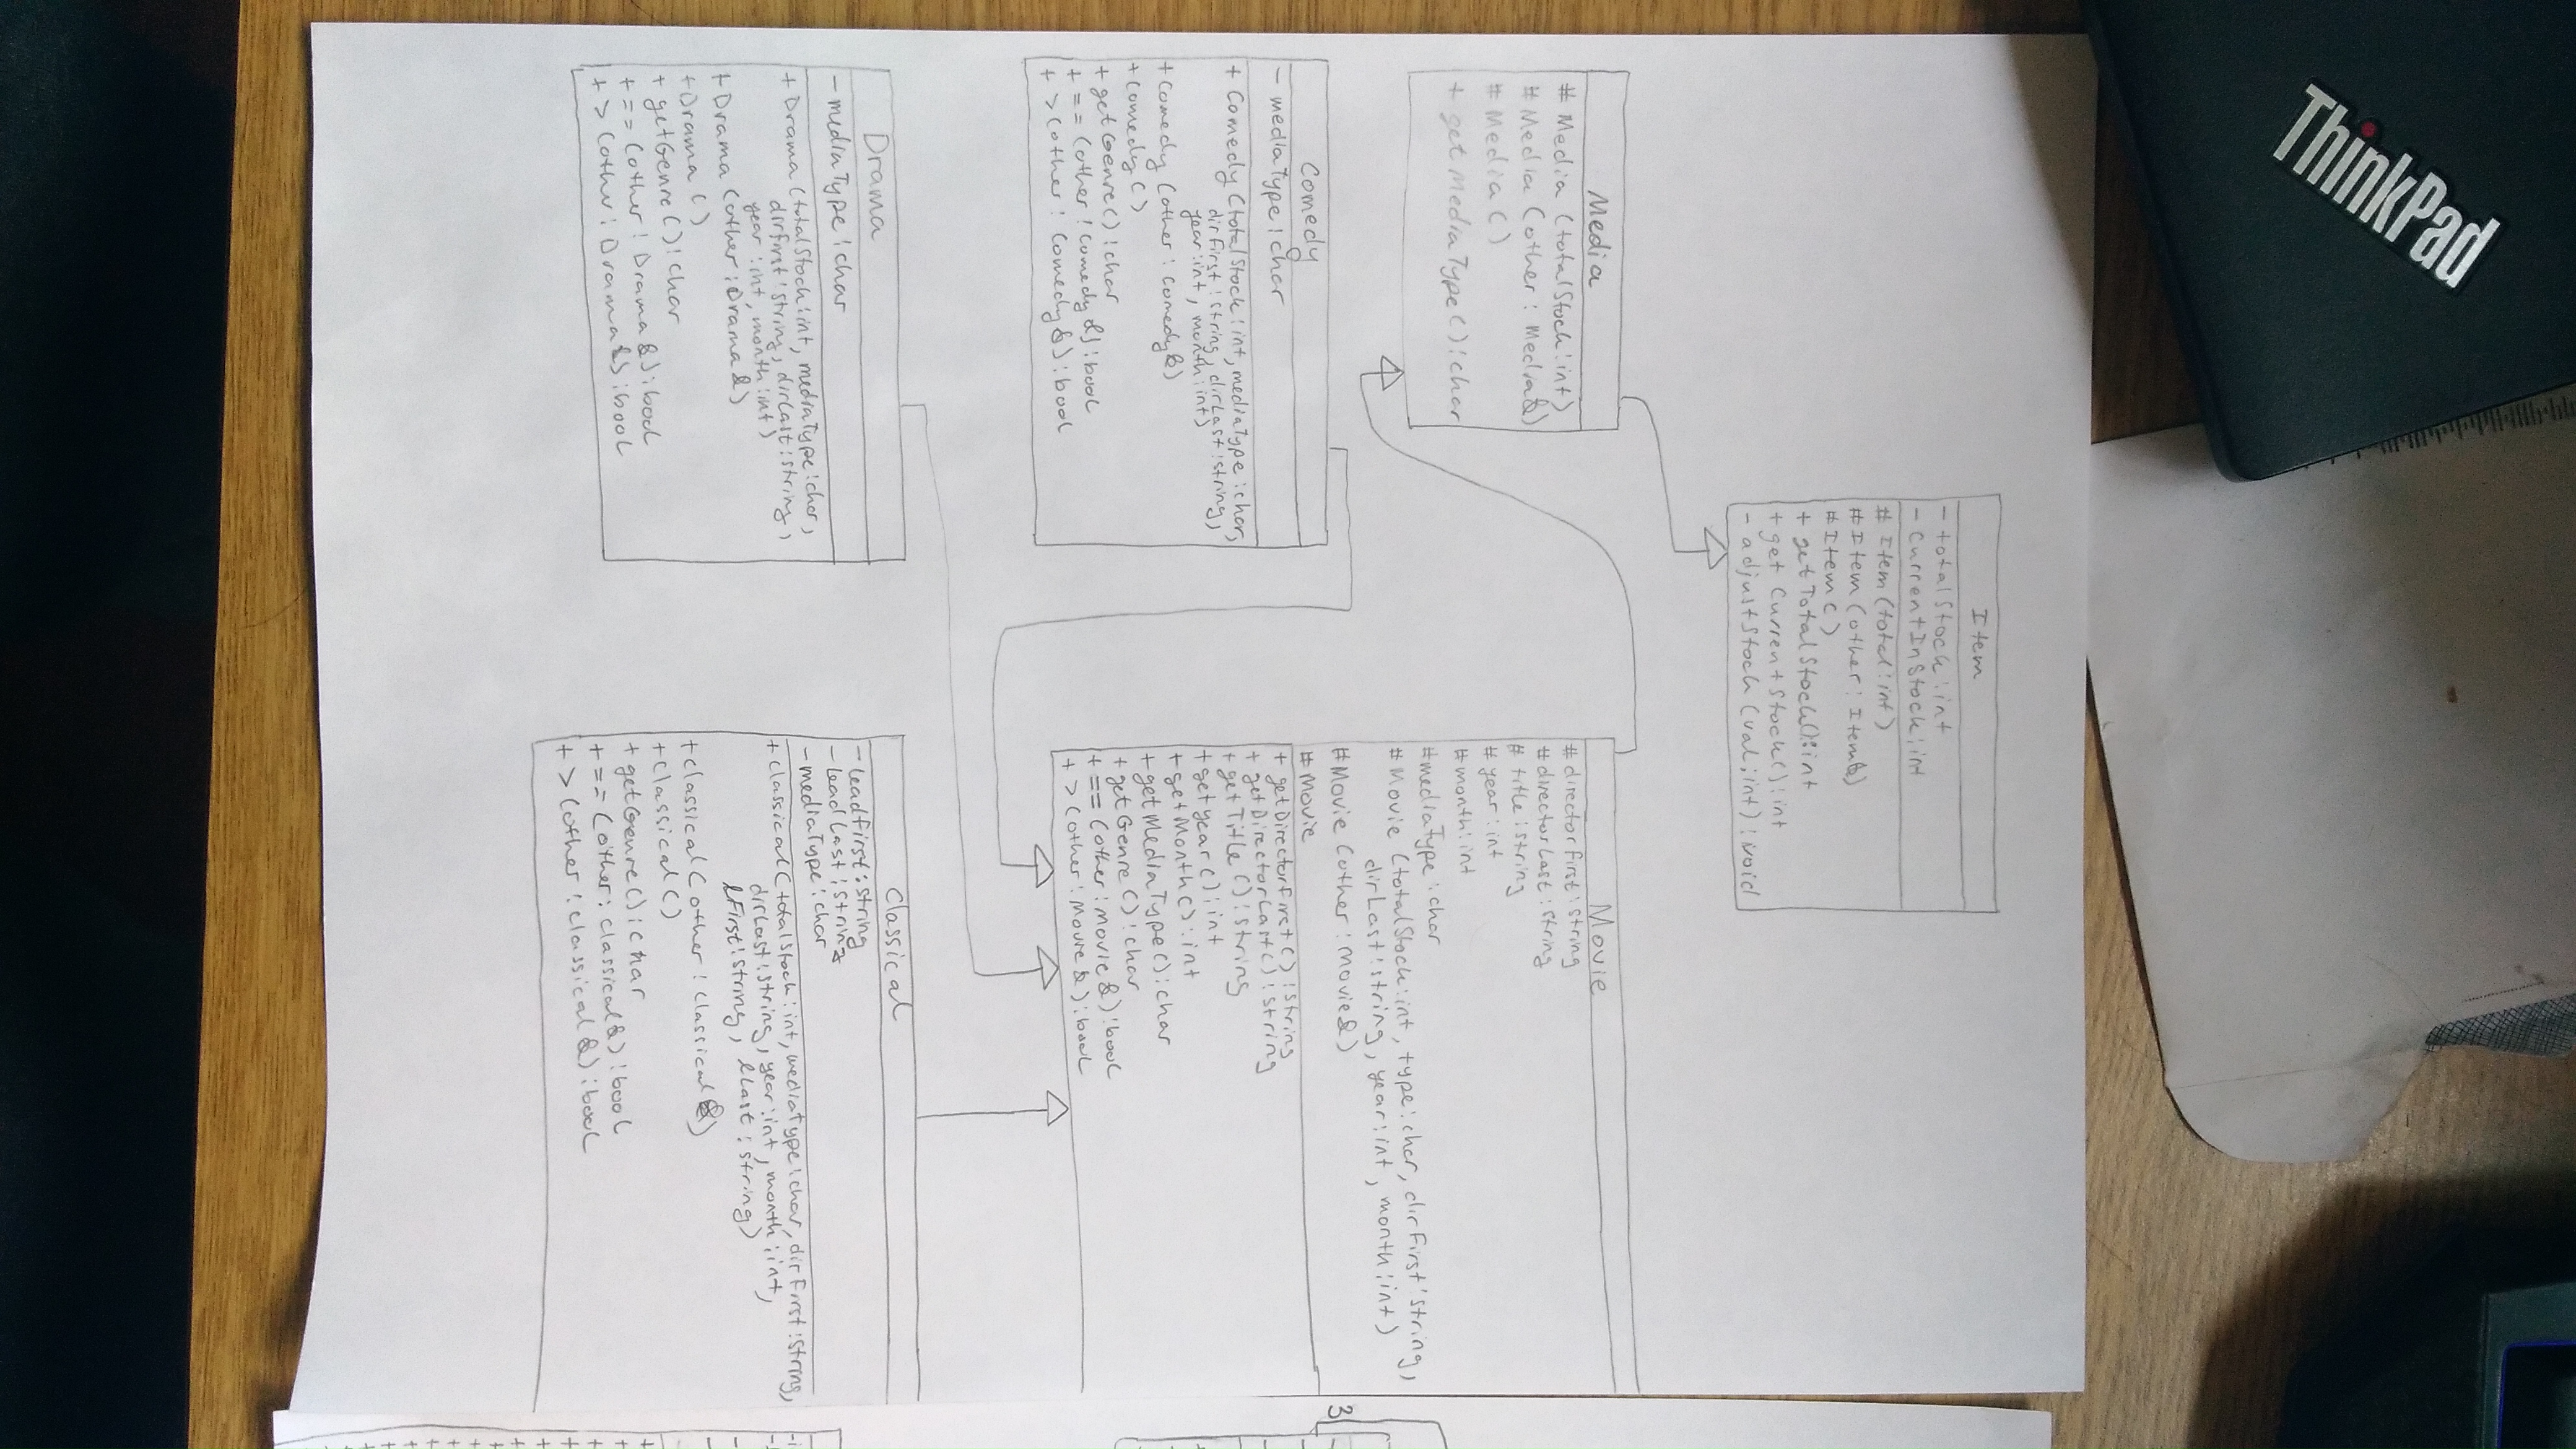 ThinkPad
Item
- totalStock : int
- currentInStock : int
# Item (total : int)
# Item (other : Item&)
# Item ()
+ getTotalStock() : int
+ getCurrentStock() : int
- adjustStock (val : int) : void
Media
# Media (totalStock : int)
# Media (other : Media&)
# Media ()
+ getMediaType () : char
Movie
# directorFirst : string
# directorLast : string
# title : string
# year : int
# month : int
# mediaType : char
# Movie (totalStock : int, type : char, dirFirst : string,
dirLast : string, year : int, month : int)
# Movie (other : movie&)
# Movie
+ getDirectorFirst () : string
+ getDirectorLast () : string
+ getTitle () : string
+ getYear () : int
+ getMonth () : int
+ getMediaType () : char
+ getGenre () : char
+ == (other : movie&) : bool
+ > (other : movie&) : bool
Comedy
- mediaType : char
+ Comedy (totalStock : int, mediaType : char,
dirFirst : string, dirLast : string,
year : int, month : int)
+ Comedy (other : comedy&)
+ Comedy ()
+ getGenre () : char
+ == (other : comedy&) : bool
+ > (other : comedy&) : bool
Drama
- mediaType : char
+ Drama (totalStock : int, mediaType : char,
dirFirst : string, dirLast : string,
year : int, month : int)
+ Drama (other : Drama&)
+ Drama ()
+ getGenre () : char
+ == (other : Drama&) : bool
+ > (other : Drama&) : bool
Classical
- leadFirst : string
- leadLast : string
- mediaType : char
+ classical (totalStock : int, mediaType : char, dirFirst : string,
dirLast : string, year : int, month : int,
lFirst : string, lLast : string)
+ classical (other : classical&)
+ classical ()
+ getGenre () : char
+ == (other : classical&) : bool
+ > (other : classical&) : bool
3